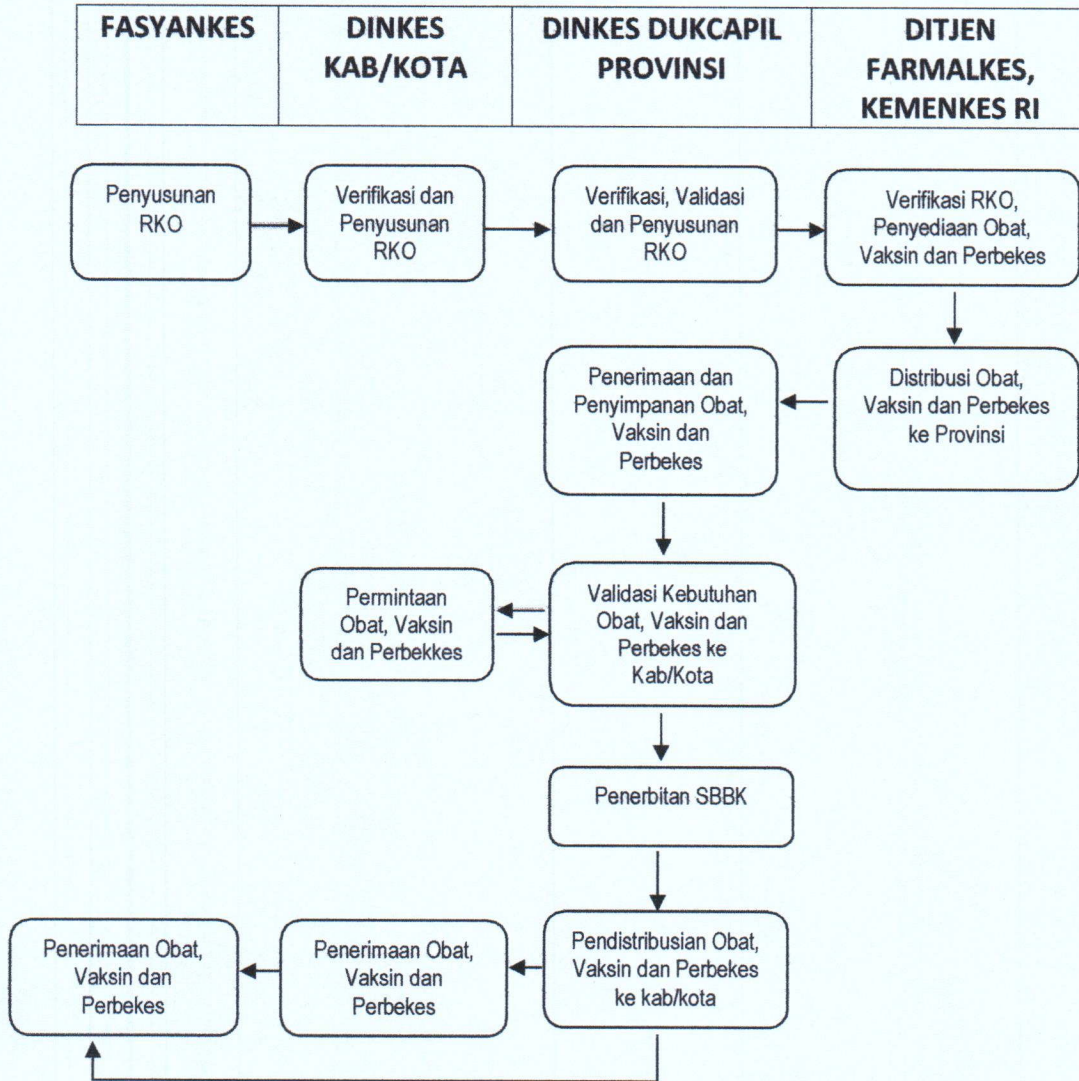 FASYANKES
DINKES
KAB/KOTA
DINKES DUKCAPIL
PROVINSI
DITJEN
FARMALKES,
KEMENKES RI
Penyusunan
RKO
Verifikasi dan
Penyusunan
RKO
Verifikasi, Validasi
dan Penyusunan
RKO
Verifikasi RKO,
Penyediaan Obat,
Vaksin dan Perbekes
Penerimaan dan
Penyimpanan Obat,
Vaksin dan
Perbekes
Distribusi Obat,
Vaksin dan Perbekes
ke Provinsi
Permintaan
Obat, Vaksin
dan Perbekkes
Validasi Kebutuhan
Obat, Vaksin dan
Perbekes ke
Kab/Kota
Penerbitan SBBK
Penerimaan Obat,
Vaksin dan
Perbekes
Penerimaan Obat,
Vaksin dan
Perbekes
Pendistribusian Obat,
Vaksin dan Perbekes
ke kab/kota